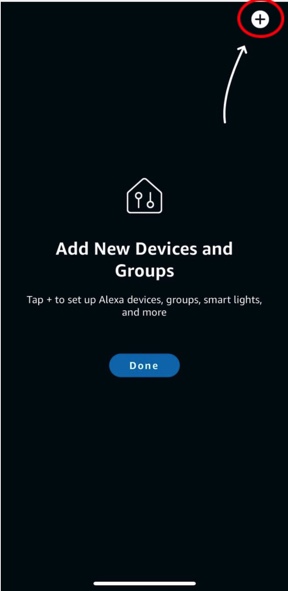 Add New Devices and
Groups
Tap + to set up Alexa devices, groups, smart lights,
and more
Done